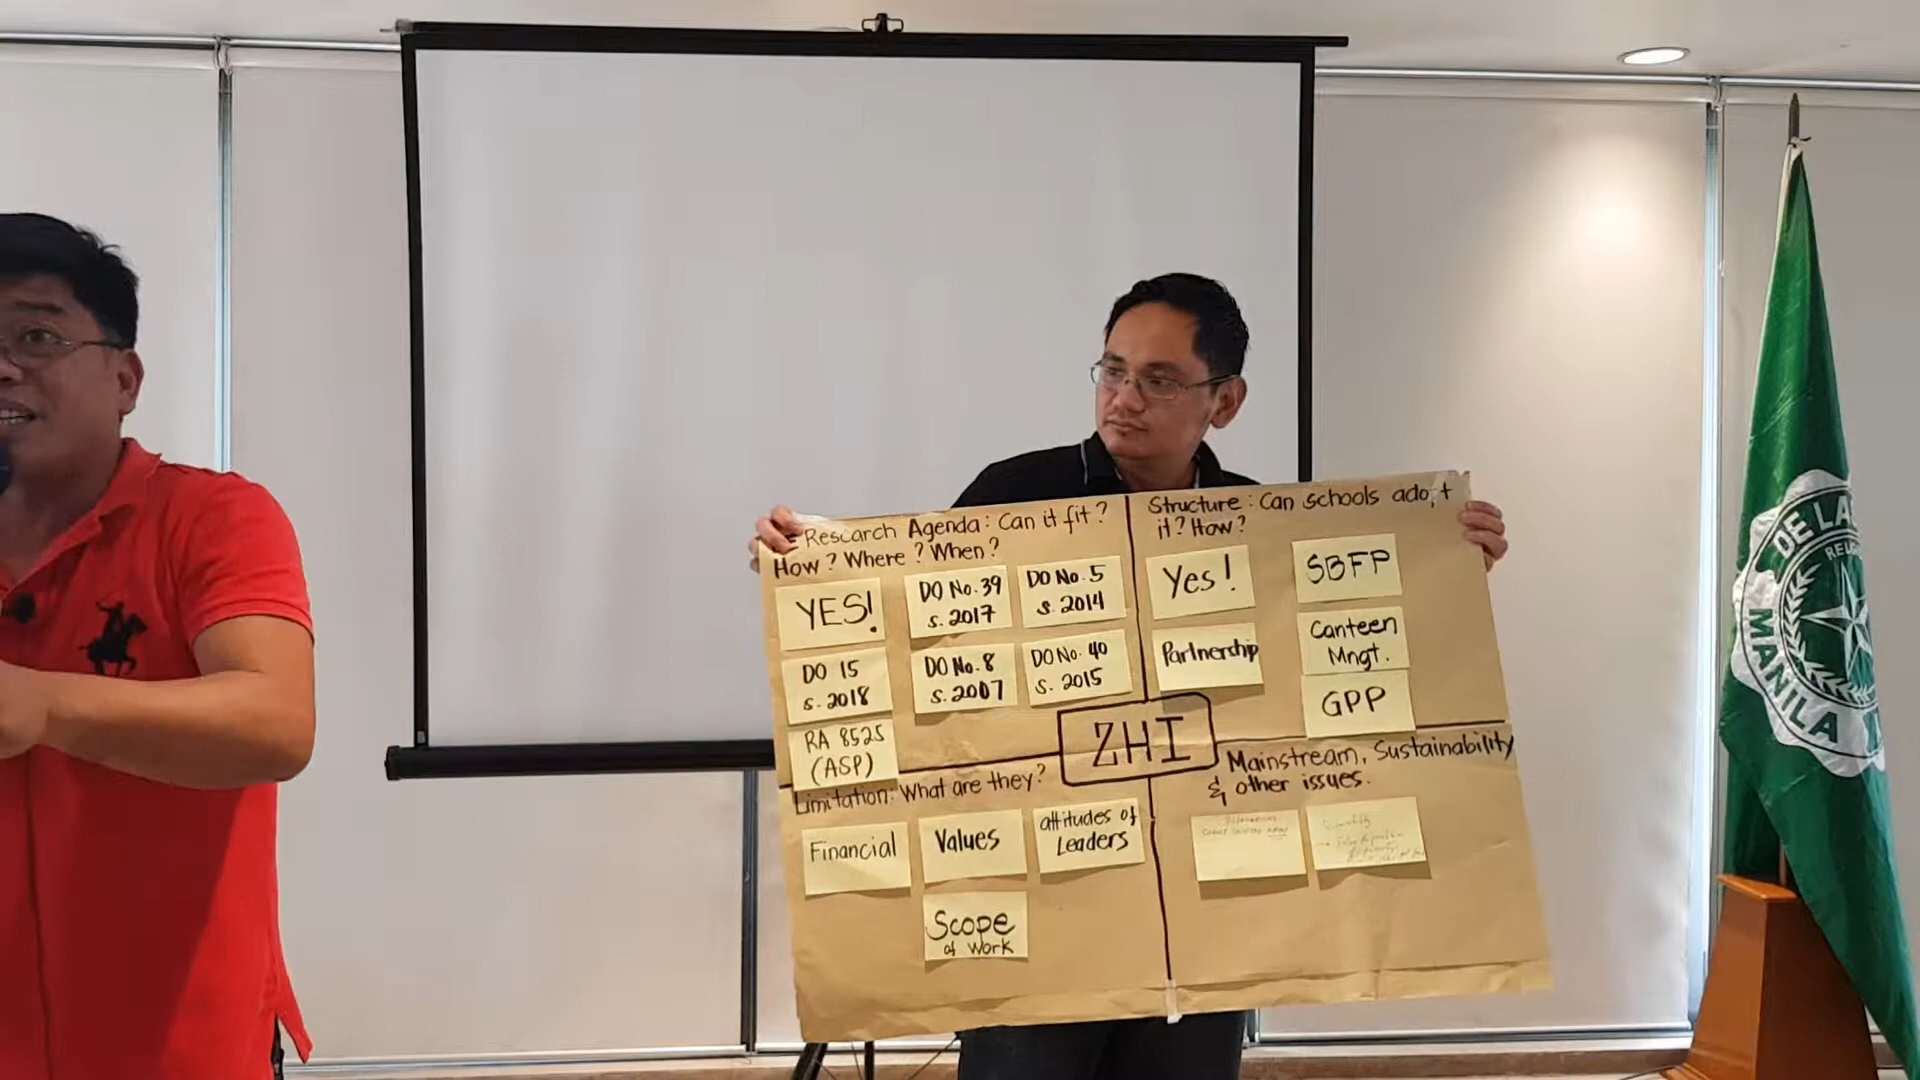 Research Agenda: Can it fit?
How? Where? When?
YES!
DO No. 39
s. 2017
DO No. 5
s. 2014
DO 15
s. 2018
DO No. 8
s. 2007
DO No. 40
s. 2015
RA 8525
(ASP)
Structure: Can schools adopt
it? How?
Yes!
SBFP
Partnership
Canteen
Mngt.
GPP
ZHI
Limitation: What are they?
Financial
Values
attitudes of
Leaders
Scope
of Work
Mainstream, Sustainability
& other issues.
DE LA
MANILA